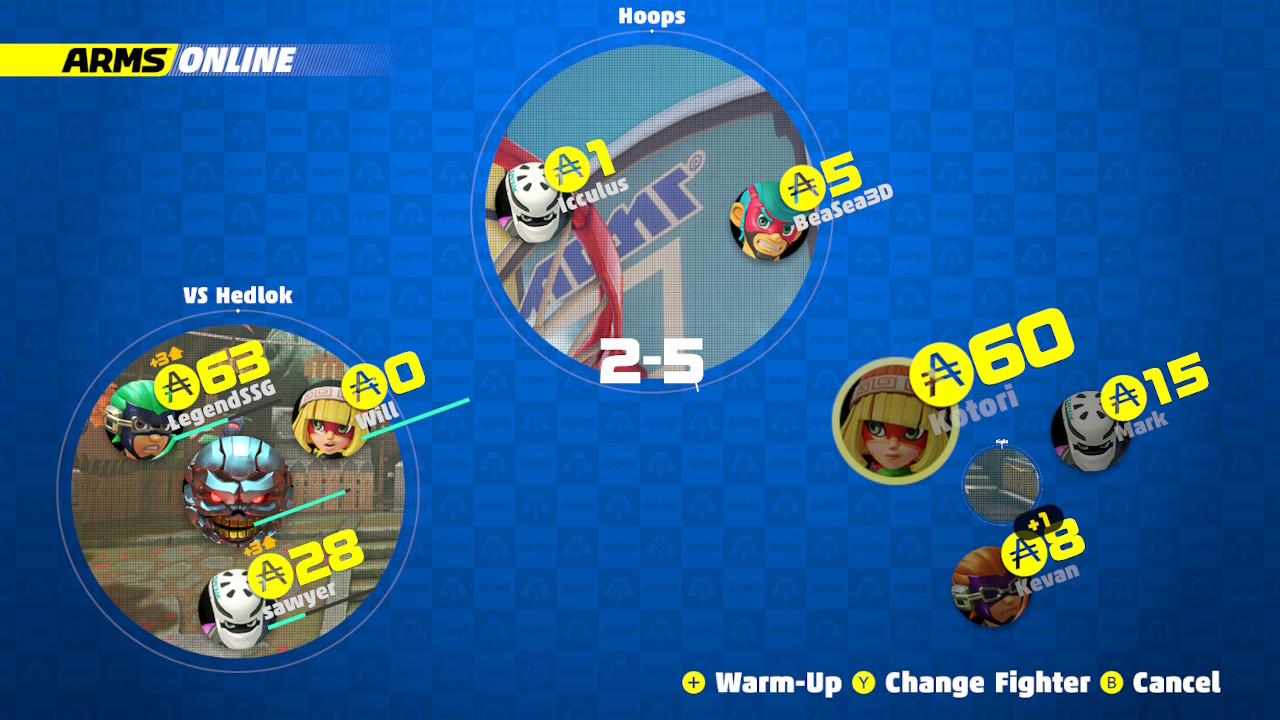 Hoops
ARMS ONLINE
1
Icculus
5
BeaSea3D
2-5
VS Hedlok
+3
63
LegendSSG
0
Will
+3
28
sawyer
60
Kotori
15
Mark
Fight
+1
8
Kevan
+ Warm-Up Y Change Fighter B Cancel